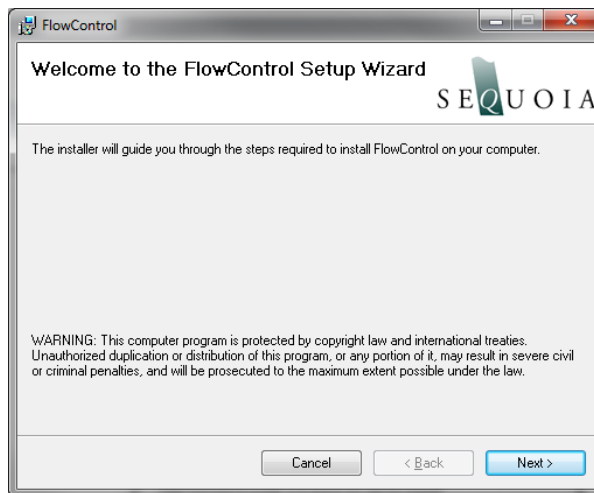 FlowControl
Welcome to the FlowControl Setup Wizard
SEQUOIA
The installer will guide you through the steps required to install FlowControl on your computer.
WARNING: This computer program is protected by copyright law and international treaties.
Unauthorized duplication or distribution of this program, or any portion of it, may result in severe civil
or criminal penalties, and will be prosecuted to the maximum extent possible under the law.
Cancel
< Back
Next >